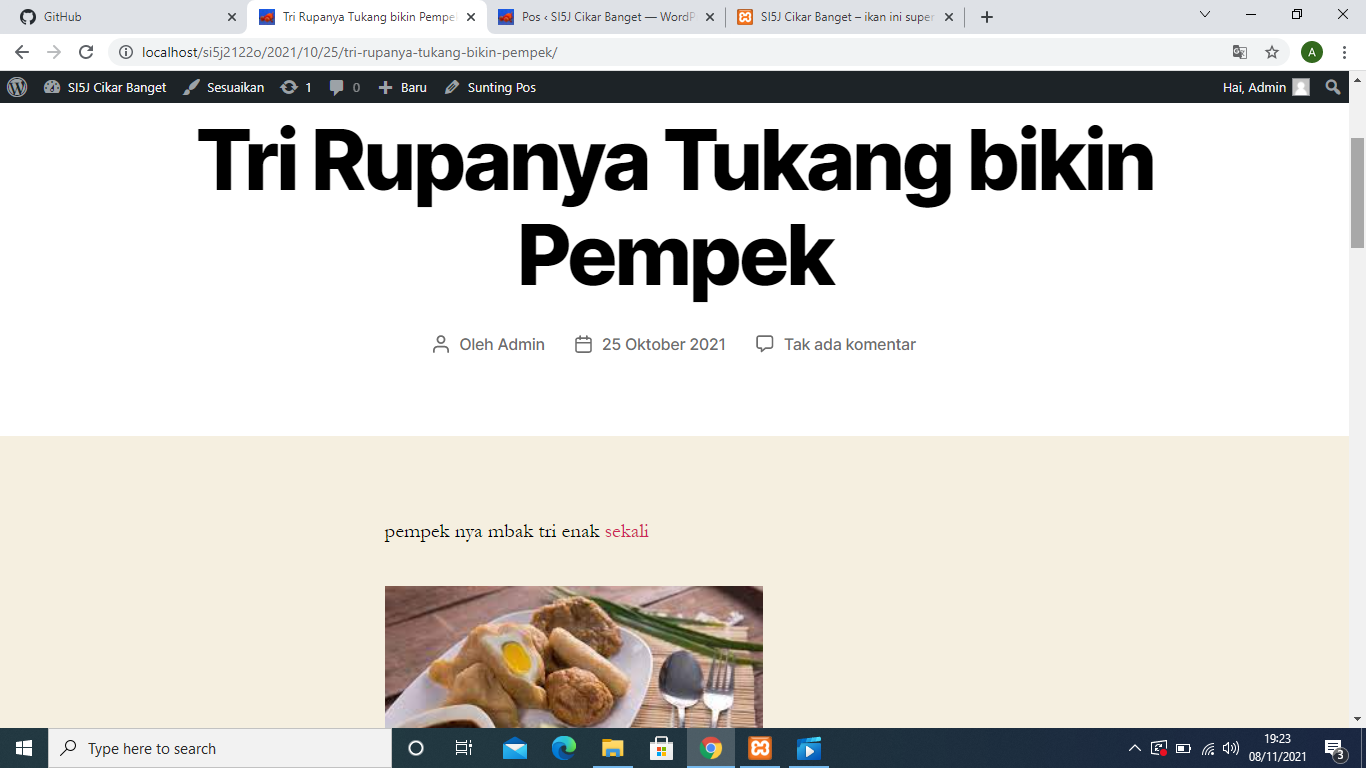 GitHub
Tri Rupanya Tukang bikin Pempe
Pos ‹ SI5J Cikar Banget — WordP
SI5J Cikar Banget – ikan ini super
localhost/si5j2122o/2021/10/25/tri-rupanya-tukang-bikin-pempek/
A
SI5J Cikar Banget
Sesuaikan
1
0
Baru
Sunting Pos
Hai, Admin
Tri Rupanya Tukang bikin
Pempek
Oleh Admin
25 Oktober 2021
Tak ada komentar
pempek nya mbak tri enak sekali
Type here to search
19:23
08/11/2021
3